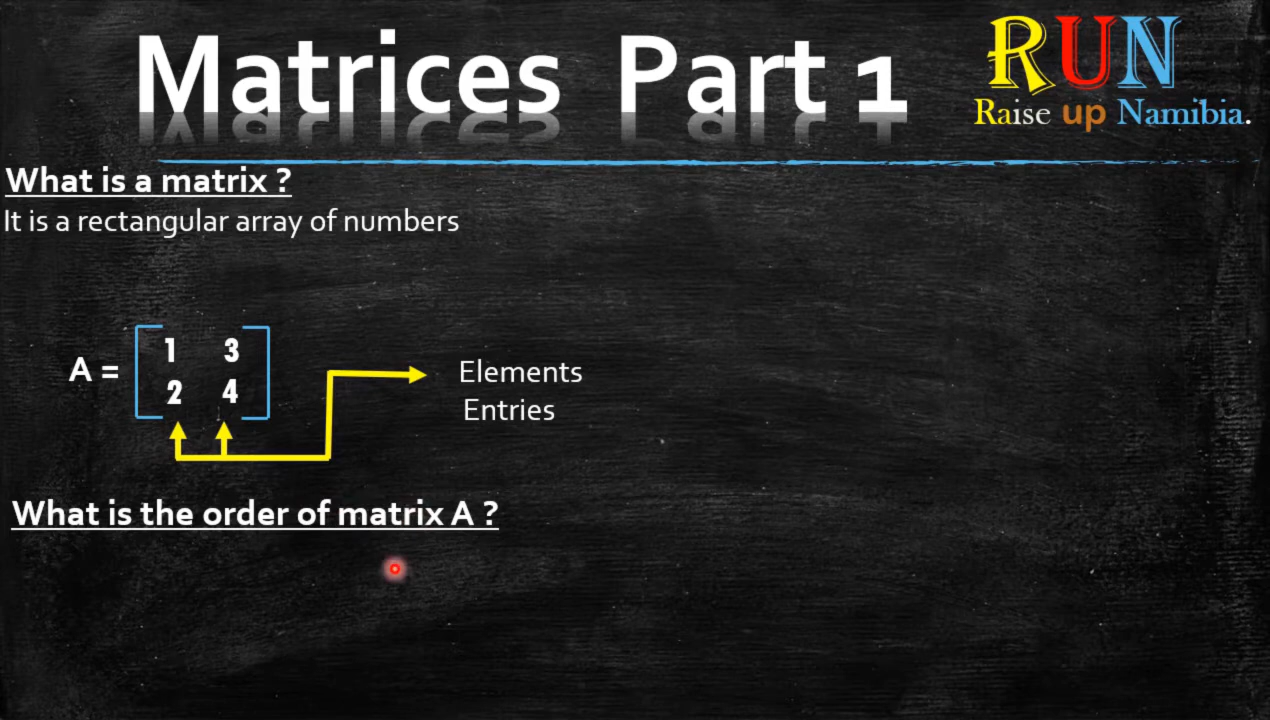 Matrices Part 1
RUN
Raise up Namibia.
What is a matrix ?
It is a rectangular array of numbers
A =
1 3
2 4
Elements
Entries
What is the order of matrix A ?